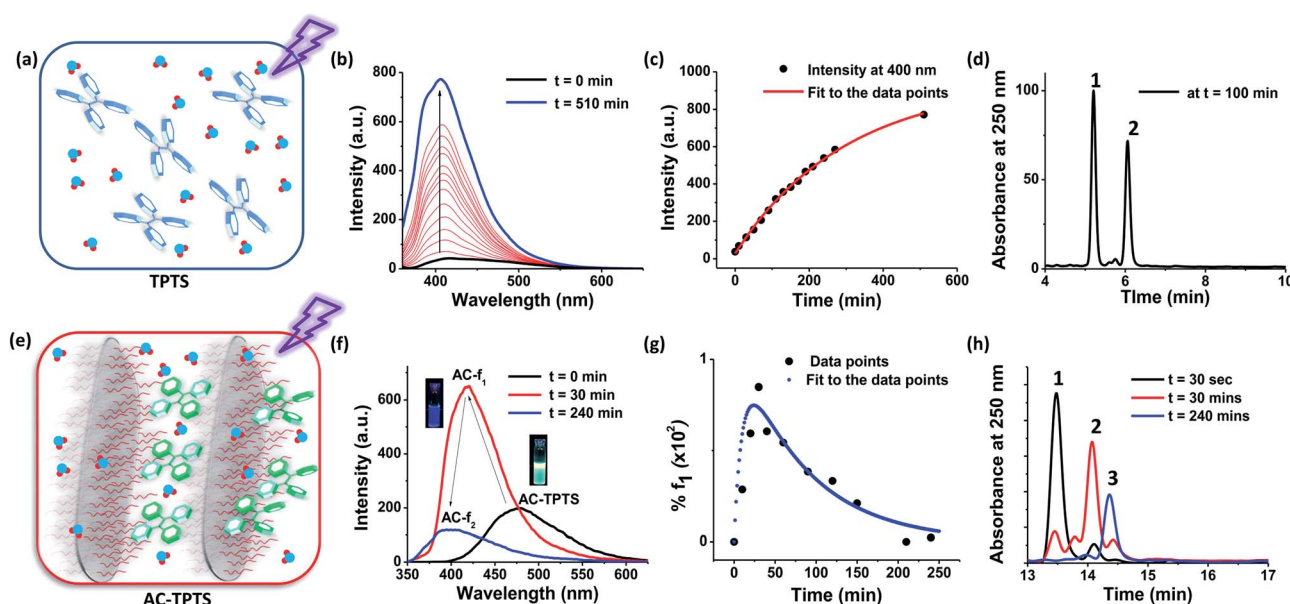 (a)
TPTS
(b)
800
600
400
200
0
400
500
600
Intensity (a.u.)
Wavelength (nm)
t = 0 min
t = 510 min
(c)
1000
800
600
400
200
0
0
200
400
600
Intensity (a.u.)
Time (min)
Intensity at 400 nm
Fit to the data points
(d)
100
50
0
4
6
8
10
Absorbance at 250 nm
TIme (min)
1
2
at t = 100 min
(e)
AC-TPTS
(f)
600
400
200
0
350
400
450
500
550
600
Intensity (a.u.)
Wavelength (nm)
AC-f1
t = 0 min
t = 30 min
t = 240 min
AC-TPTS
AC-f2
(g)
1
0
0
50
100
150
200
250
% f1 (x10²)
Time (min)
Data points
Fit to the data points
(h)
13
14
15
16
17
Absorbance at 250 nm
Time (min)
1
2
3
t = 30 sec
t = 30 mins
t = 240 mins